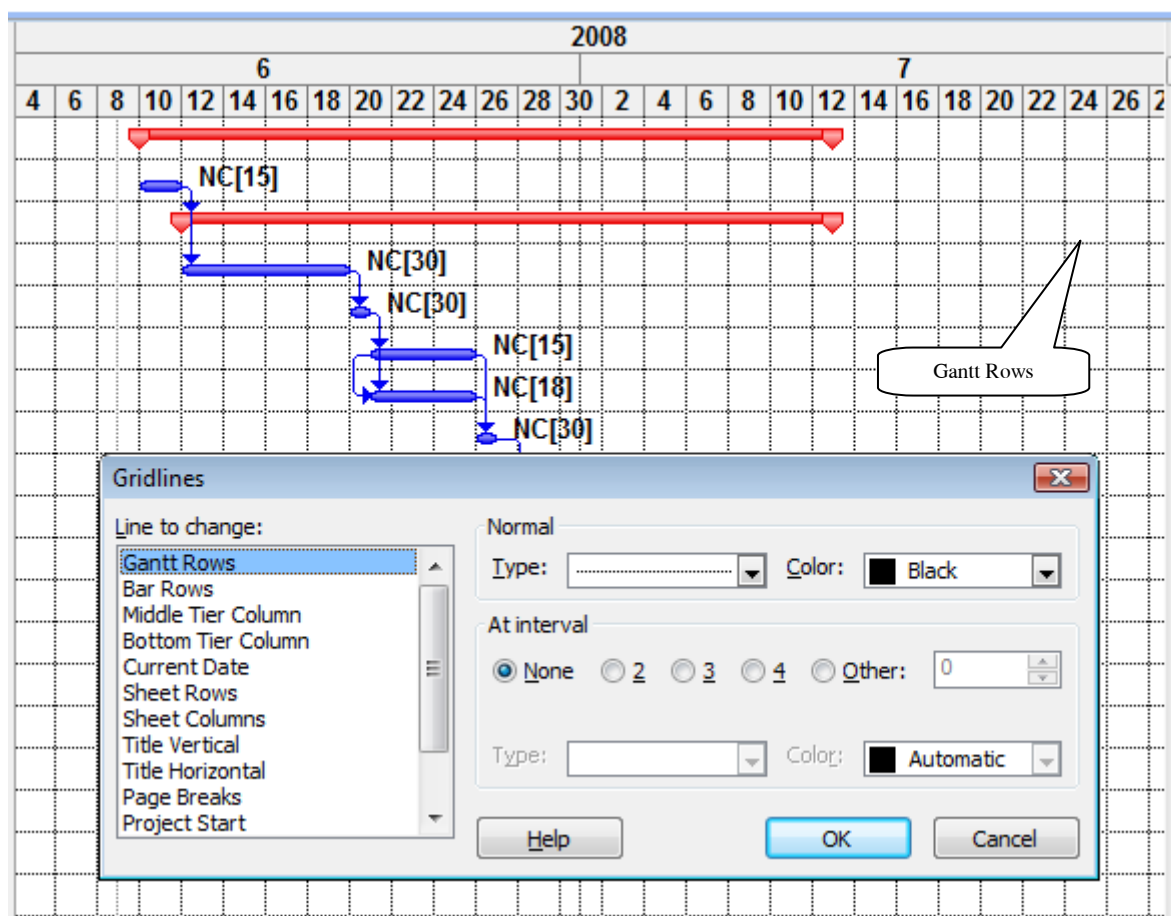 2008
6 7
4 6 8 10 12 14 16 18 20 22 24 26 28 30 2 4 6 8 10 12 14 16 18 20 22 24 26
NC[15]
NC[30]
NC[30]
NC[15]
Gantt Rows
NC[18]
NC[30]
Gridlines
Line to change:
Gantt Rows
Bar Rows
Middle Tier Column
Bottom Tier Column
Current Date
Sheet Rows
Sheet Columns
Title Vertical
Title Horizontal
Page Breaks
Project Start
Normal
Type: Color: Black
At interval
None 2 3 4 Other: 0
Type: Color: Automatic
Help OK Cancel